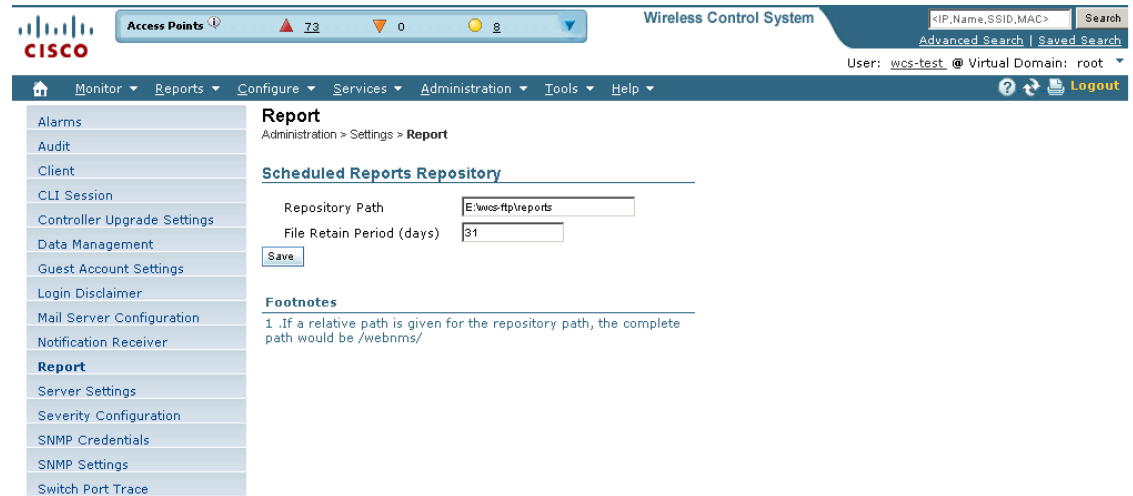 Access Points 73 0 8
Wireless Control System
<IP,Name,SSID,MAC> Search
Advanced Search | Saved Search
CISCO
User: wcs-test @ Virtual Domain: root
Monitor Reports Configure Services Administration Tools Help Logout
Alarms
Audit
Client
CLI Session
Controller Upgrade Settings
Data Management
Guest Account Settings
Login Disclaimer
Mail Server Configuration
Notification Receiver
Report
Server Settings
Severity Configuration
SNMP Credentials
SNMP Settings
Switch Port Trace
Report
Administration > Settings > Report
Scheduled Reports Repository
Repository Path E:\wcs-ftp\reports
File Retain Period (days) 31
Save
Footnotes
1 .If a relative path is given for the repository path, the complete
path would be /webnms/